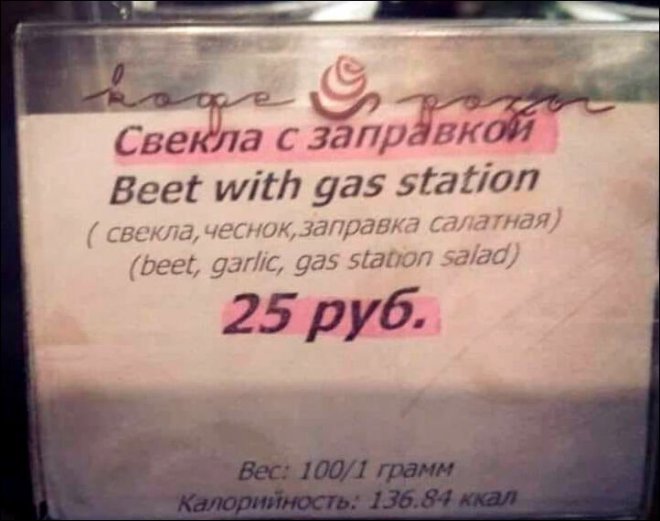 кофе розы
Свекла с заправкой
Beet with gas station
( свекла,чеснок,заправка салатная)
(beet, garlic, gas station salad)
25 руб.
Вес: 100/1 грамм
Калорийность: 136.84 ккал